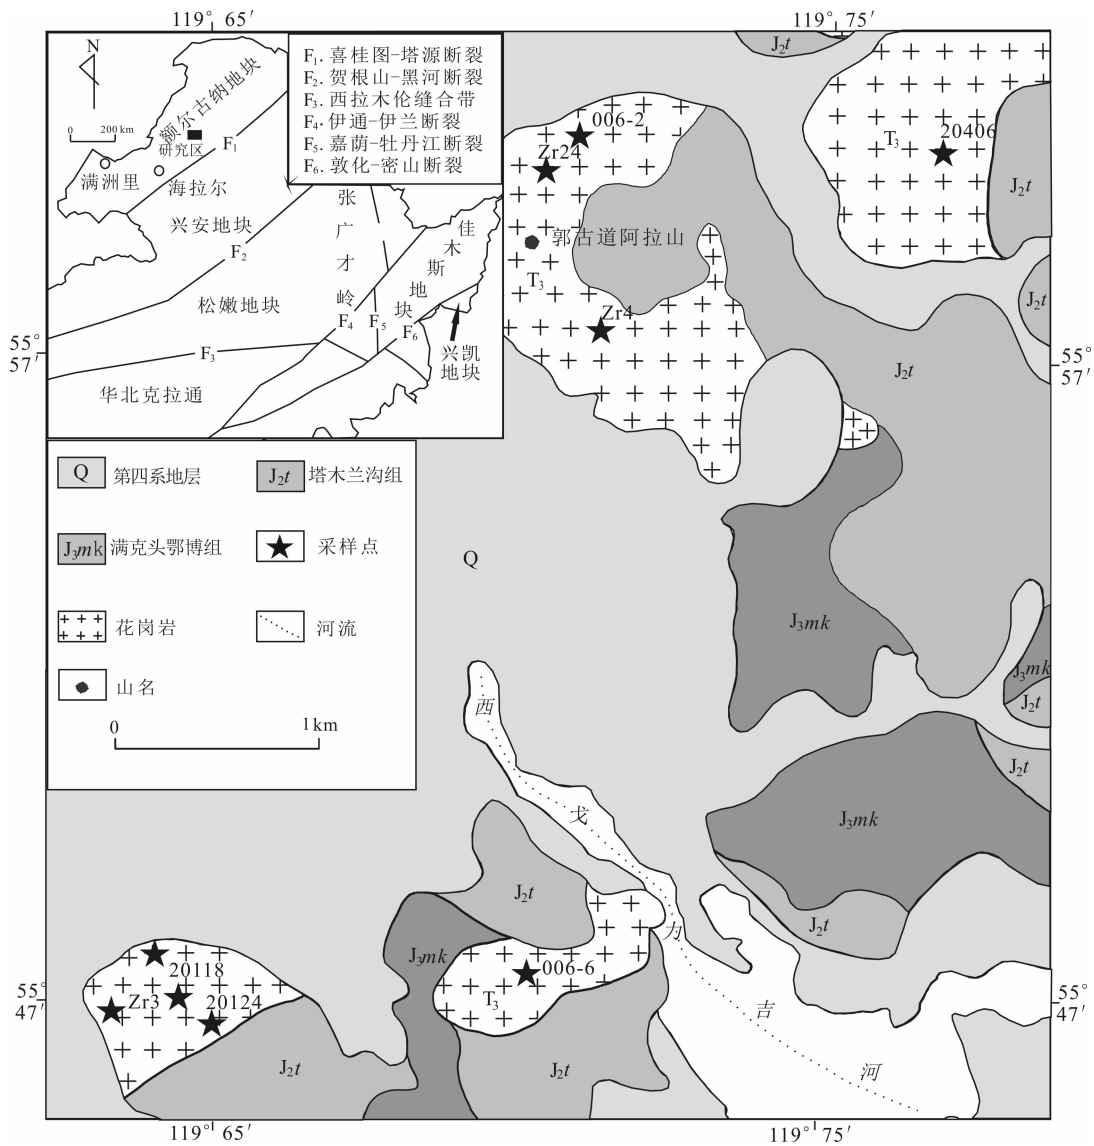 119° 65′
119° 75′
N
0 200 km
额尔古纳地块
研究区
F₁
满洲里
海拉尔
兴安地块
F₂
松嫩地块
F₃
华北克拉通
张广才岭
F₄
F₅
F₆
佳木斯地块
兴凯
地块
F₁. 喜桂图–塔源断裂
F₂. 贺根山–黑河断裂
F₃. 西拉木伦缝合带
F₄. 伊通–伊兰断裂
F₅. 嘉荫–牡丹江断裂
F₆. 敦化–密山断裂
J₂t
006-2
Zr24
T₃
20406
J₂t
郭古道阿拉山
T₃
J₂t
Zr4
55°
57′
55°
57′
J₂t
Q 第四系地层
J₂t 塔木兰沟组
J₃mk 满克头鄂博组
采样点
花岗岩
河流
山名
0 1 km
Q
J₃mk
J₃mk
J₂t
J₂t
J₃mk
西戈力吉河
J₂t
J₂t
J₃mk
006-6
T₃
20118
Zr3
20124
J₂t
J₂t
55°
47′
55°
47′
119° 65′
119° 75′